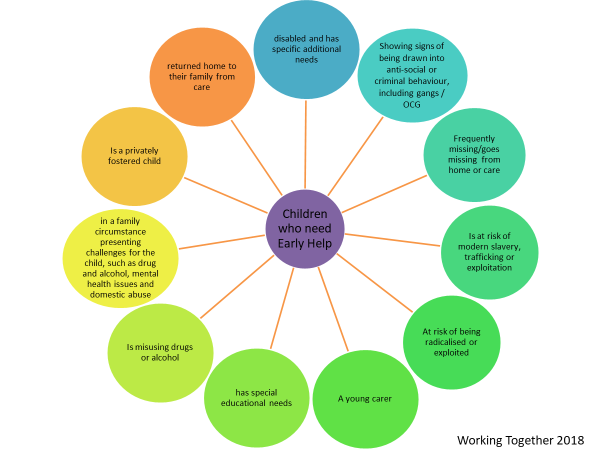 disabled and has
specific additional
needs
Showing signs of
being drawn into
anti-social or
criminal behaviour,
including gangs /
OCG
Frequently
missing/goes
missing from
home or care
Is at risk of
modern slavery,
trafficking or
exploitation
At risk of being
radicalised or
exploited
A young carer
has special
educational needs
Is misusing drugs
or alcohol
in a family
circumstance
presenting
challenges for the
child, such as drug
and alcohol, mental
health issues and
domestic abuse
Is a privately
fostered child
returned home to
their family from
care
Children
who need
Early Help
Working Together 2018